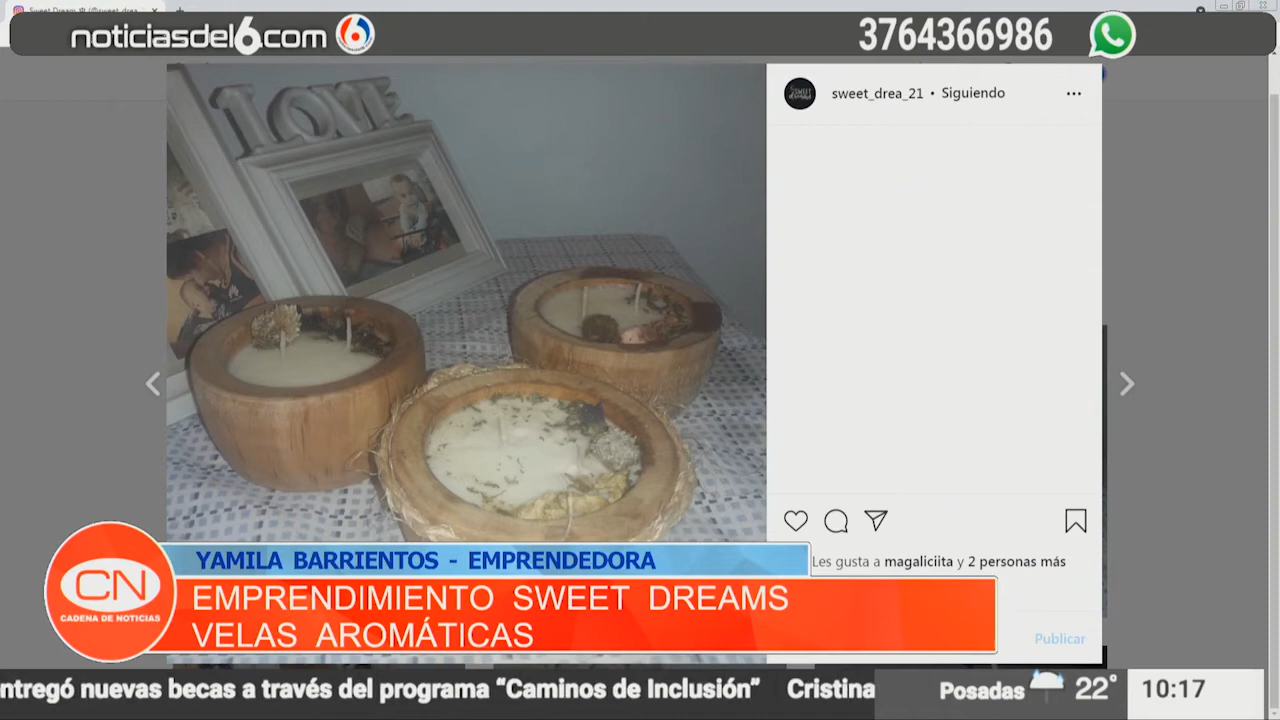 noticiasdel6.com
3764366986
LOVE
sweet_drea_21 • Siguiendo
Les gusta a magaliciita y 2 personas más
Publicar
YAMILA BARRIENTOS - EMPRENDEDORA
CN
CADENA DE NOTICIAS
EMPRENDIMIENTO SWEET DREAMS
VELAS AROMÁTICAS
ntregó nuevas becas a través del programa “Caminos de Inclusión” Cristina
Posadas 22° 10:17